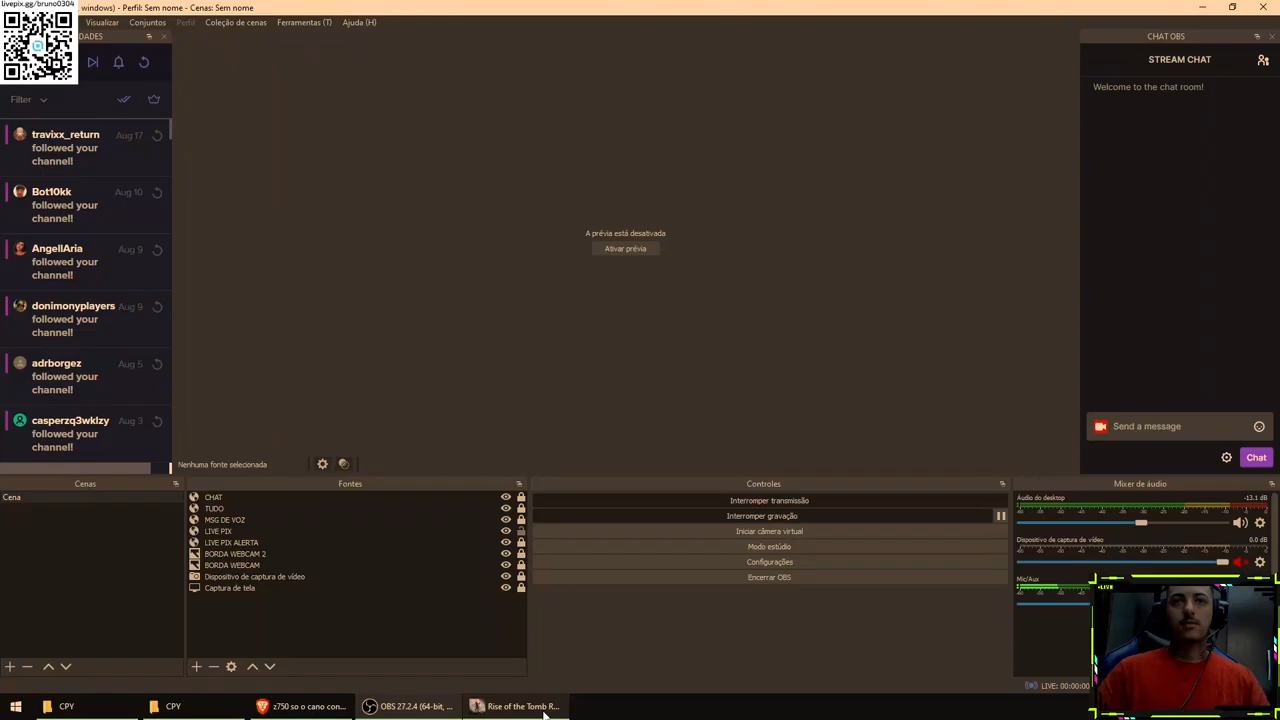 livepix.gg/bruno0304
windows) - Perfil: Sem nome - Cenas: Sem nome
Visualizar Conjuntos Perfil Coleção de cenas Ferramentas (T) Ajuda (H)
DADES
CHAT OBS
STREAM CHAT
Welcome to the chat room!
Filter
travixx_return Aug 17
followed your
channel!
Bot10kk Aug 10
followed your
channel!
AngellAria Aug 9
followed your
channel!
donimonyplayers Aug 9
followed your
channel!
adrborgez Aug 5
followed your
channel!
casperzq3wklzy Aug 3
followed your
channel!
A prévia está desativada
Ativar prévia
Send a message
Chat
Nenhuma fonte selecionada
Cenas
Cena
Fontes
CHAT
TUDO
MSG DE VOZ
LIVE PIX
LIVE PIX ALERTA
BORDA WEBCAM 2
BORDA WEBCAM
Dispositivo de captura de vídeo
Captura de tela
Controles
Interromper transmissão
Interromper gravação
Iniciar câmera virtual
Modo estúdio
Configurações
Encerrar OBS
Mixer de áudio
Áudio do desktop -13.1 dB
Dispositivo de captura de vídeo 0.0 dB
Mic/Aux
LIVE
LIVE: 00:00:00
CPY
CPY
z750 so o cano con...
OBS 27.2.4 (64-bit, ...
Rise of the Tomb R...